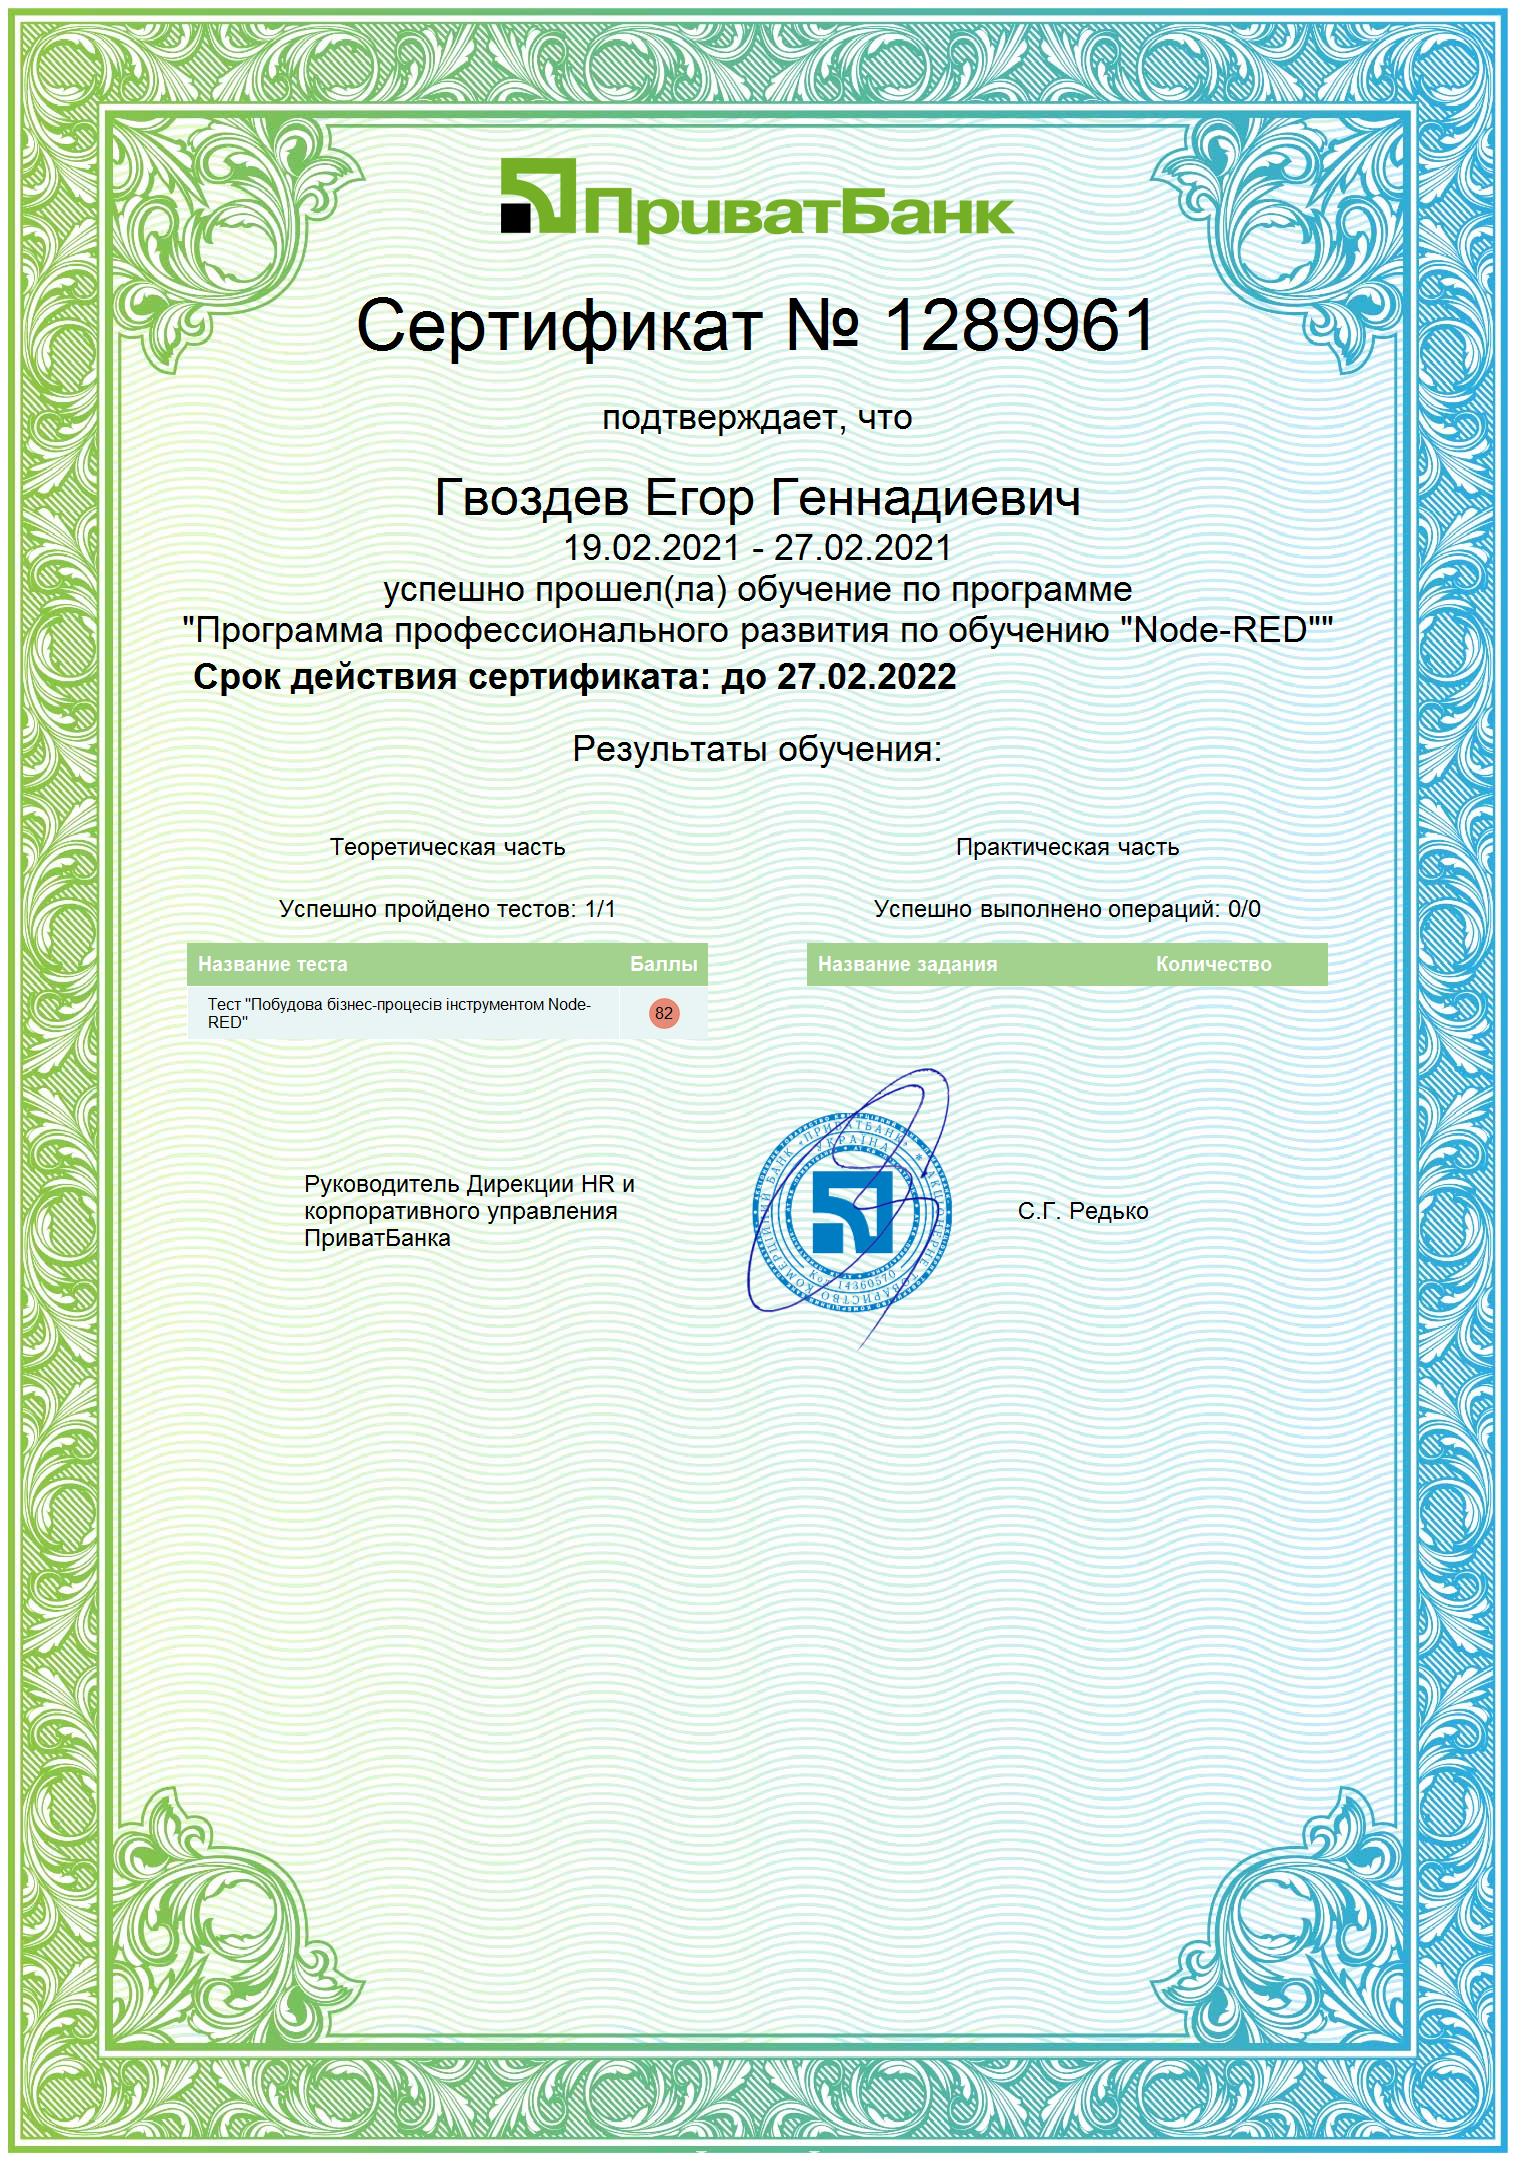 ПриватБанк
Сертификат № 1289961
подтверждает, что
Гвоздев Егор Геннадиевич
19.02.2021 - 27.02.2021
успешно прошел(ла) обучение по программе
"Программа профессионального развития по обучению "Node-RED""
Срок действия сертификата: до 27.02.2022
Результаты обучения:
Теоретическая часть
Успешно пройдено тестов: 1/1
Название теста Баллы
Тест "Побудова бізнес-процесів інструментом Node-
RED" 82
Практическая часть
Успешно выполнено операций: 0/0
Название задания Количество
Руководитель Дирекции HR и
корпоративного управления
ПриватБанка
АКЦІОНЕРНЕ ТОВАРИСТВО КОМЕРЦІЙНИЙ БАНК «ПРИВАТБАНК» *
УКРАЇНА
Код 14360570
С.Г. Редько